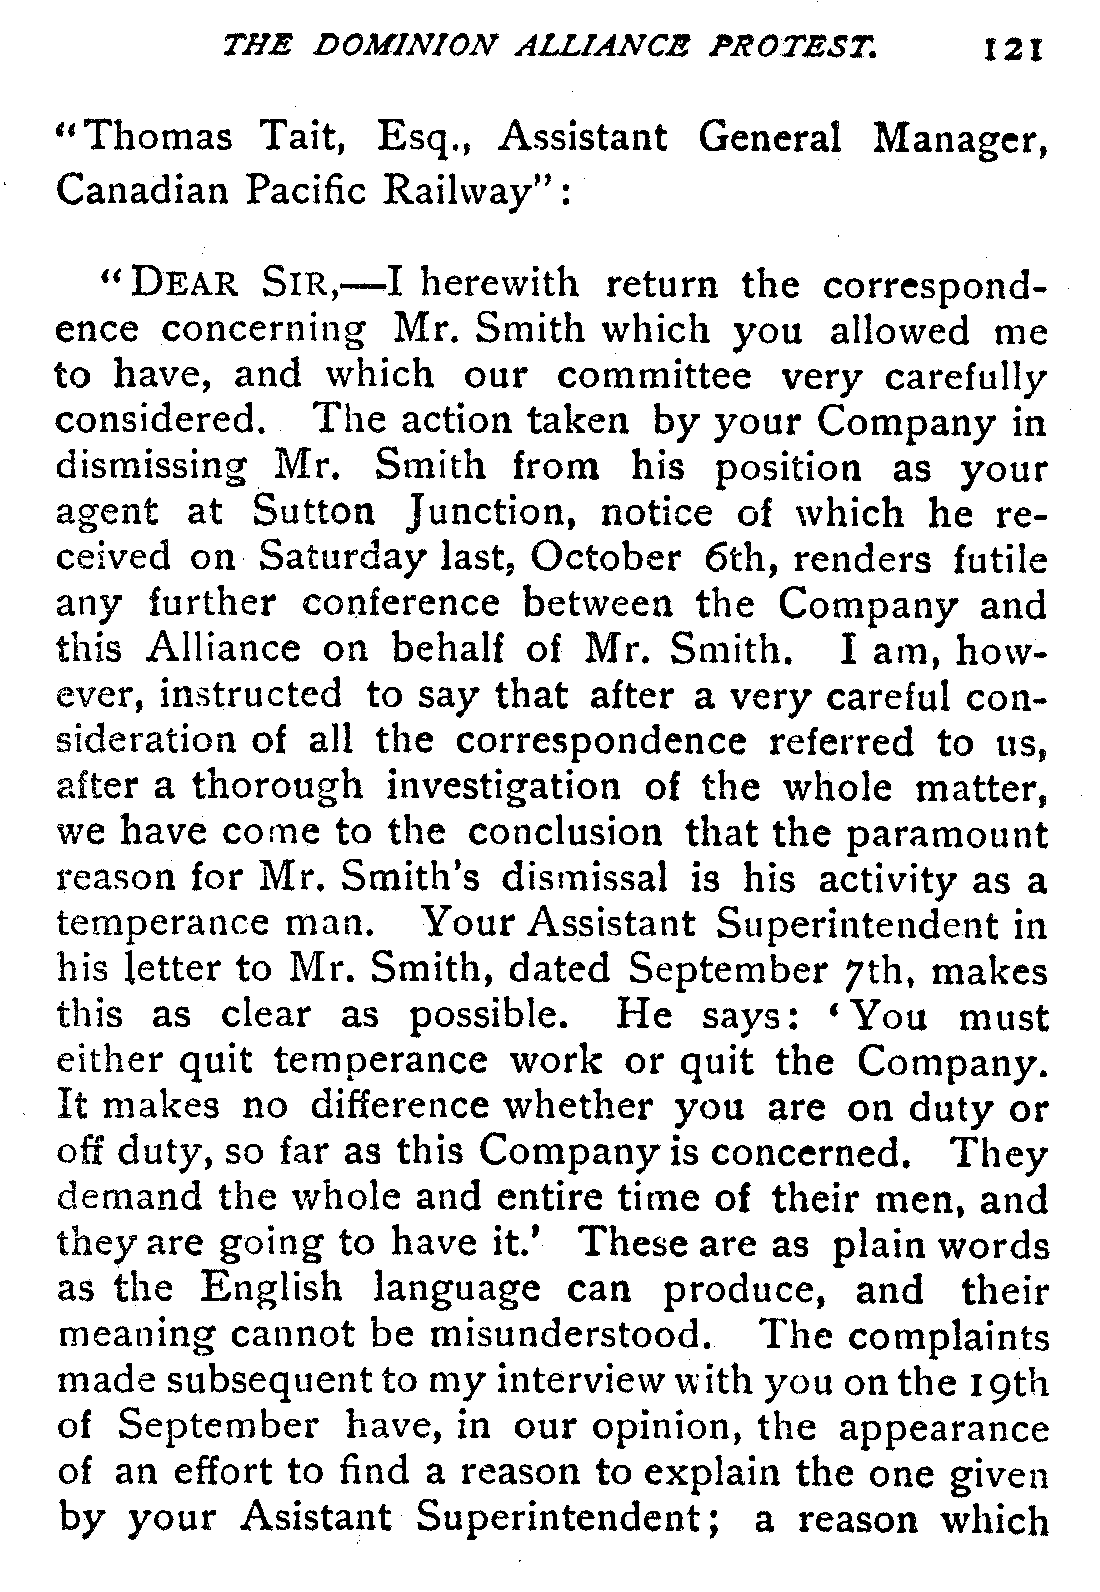 THE DOMINION ALLIANCE PROTEST. 121
“Thomas Tait, Esq., Assistant General Manager,
Canadian Pacific Railway”:
“DEAR SIR,—I herewith return the correspond-
ence concerning Mr. Smith which you allowed me
to have, and which our committee very carefully
considered. The action taken by your Company in
dismissing Mr. Smith from his position as your
agent at Sutton Junction, notice of which he re-
ceived on Saturday last, October 6th, renders futile
any further conference between the Company and
this Alliance on behalf of Mr. Smith. I am, how-
ever, instructed to say that after a very careful con-
sideration of all the correspondence referred to us,
after a thorough investigation of the whole matter,
we have come to the conclusion that the paramount
reason for Mr. Smith's dismissal is his activity as a
temperance man. Your Assistant Superintendent in
his letter to Mr. Smith, dated September 7th, makes
this as clear as possible. He says: ‘You must
either quit temperance work or quit the Company.
It makes no difference whether you are on duty or
off duty, so far as this Company is concerned. They
demand the whole and entire time of their men, and
they are going to have it.’ These are as plain words
as the English language can produce, and their
meaning cannot be misunderstood. The complaints
made subsequent to my interview with you on the 19th
of September have, in our opinion, the appearance
of an effort to find a reason to explain the one given
by your Asistant Superintendent; a reason which